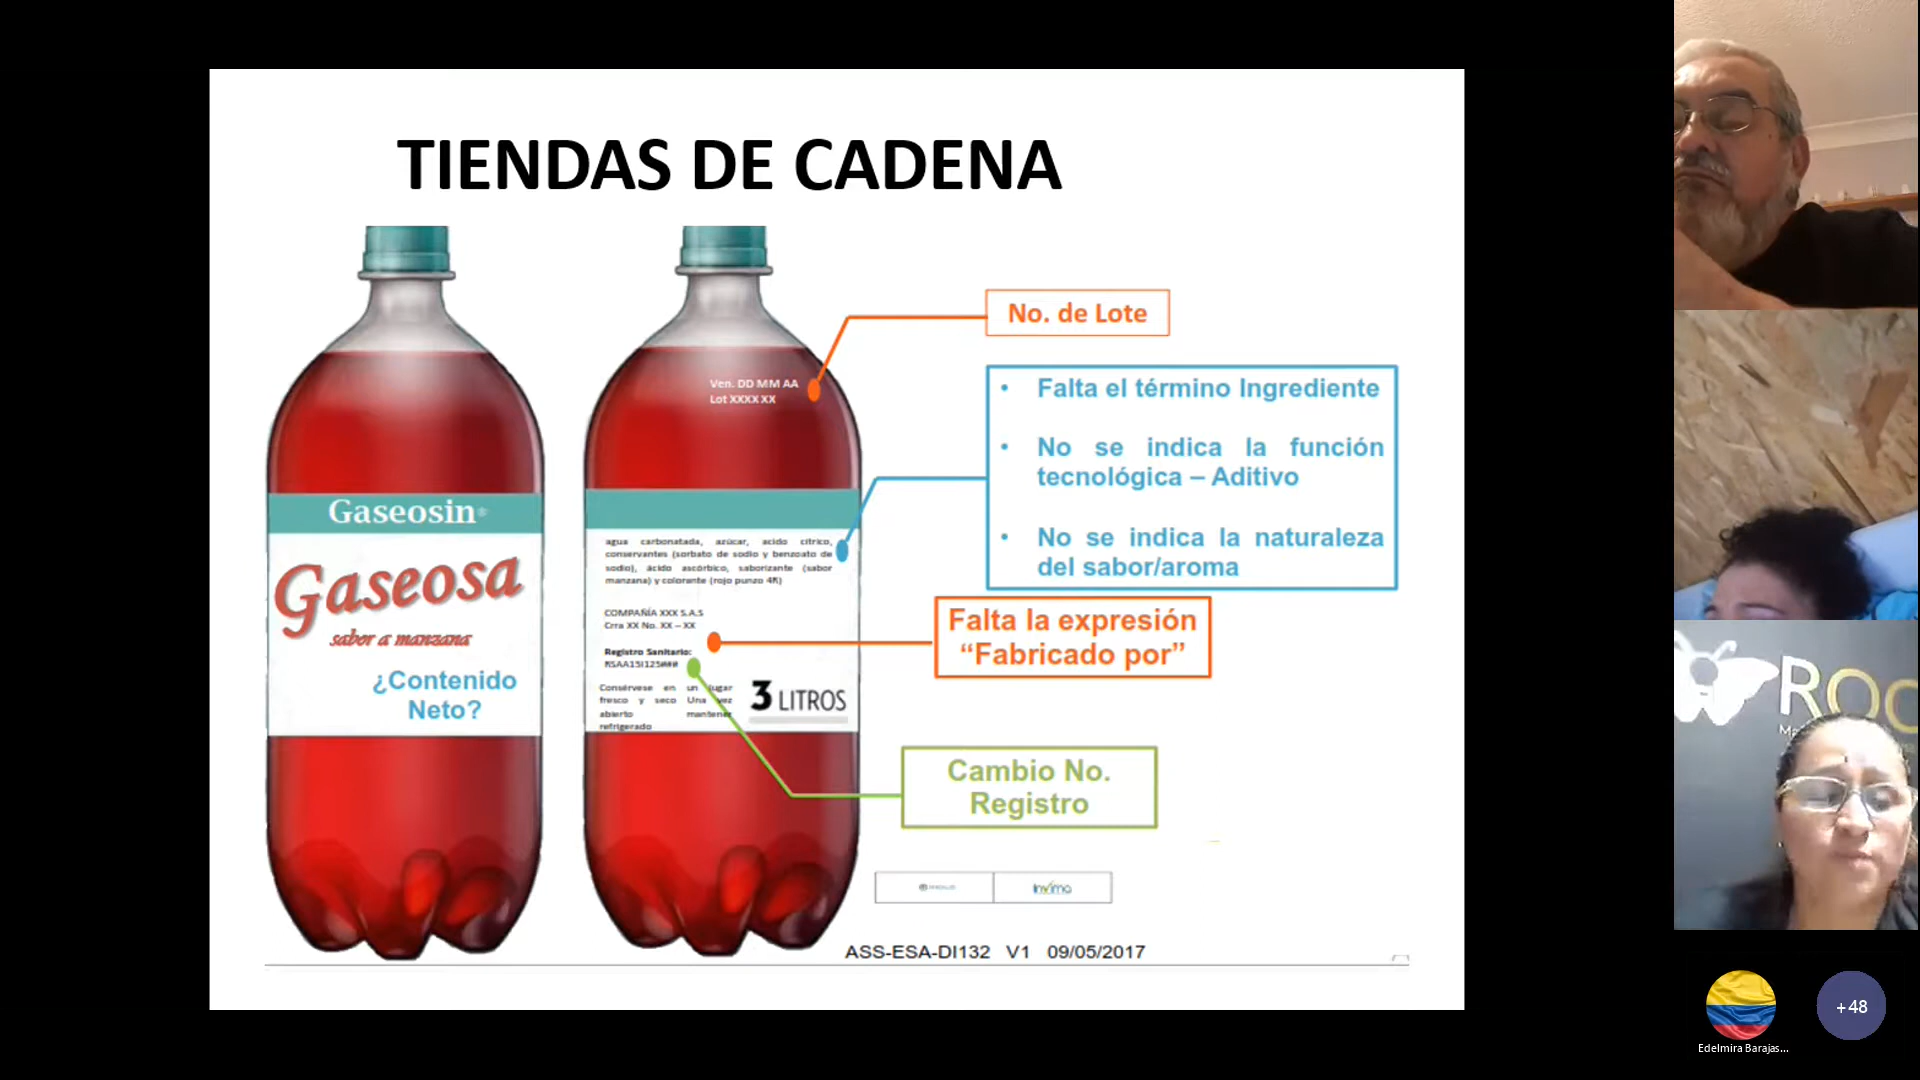 TIENDAS DE CADENA
Gaseosin®
Gaseosa
sabor a manzana
¿Contenido
Neto?
Ven. DD MM AA
Lot XXXX XX
agua carbonatada, azúcar, acido cítrico,
conservantes (sorbato de sodio y benzoato de
sodio), ácido ascórbico, saborizante (sabor
manzana) y colorante (rojo punzo 4R)
COMPAÑÍA XXX S.A.S
Crra XX No. XX – XX
Registro Sanitario:
RSAA15I125###
Consérvese en un lugar
fresco y seco Una vez
abierto mantener
refrigerado
3 LITROS
No. de Lote
• Falta el término Ingrediente
• No se indica la función
tecnológica – Aditivo
• No se indica la naturaleza
del sabor/aroma
Falta la expresión
“Fabricado por”
Cambio No.
Registro
invima
ASS-ESA-DI132 V1 09/05/2017
ROC
Edelmira Barajas...
+48